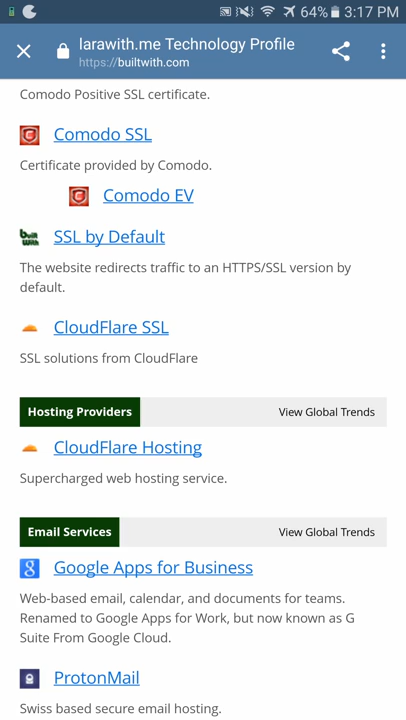 64% 3:17 PM
larawith.me Technology Profile
https://builtwith.com
Comodo Positive SSL certificate.
Comodo SSL
Certificate provided by Comodo.
Comodo EV
SSL by Default
The website redirects traffic to an HTTPS/SSL version by
default.
CloudFlare SSL
SSL solutions from CloudFlare
Hosting Providers View Global Trends
CloudFlare Hosting
Supercharged web hosting service.
Email Services View Global Trends
Google Apps for Business
Web-based email, calendar, and documents for teams.
Renamed to Google Apps for Work, but now known as G
Suite From Google Cloud.
ProtonMail
Swiss based secure email hosting.